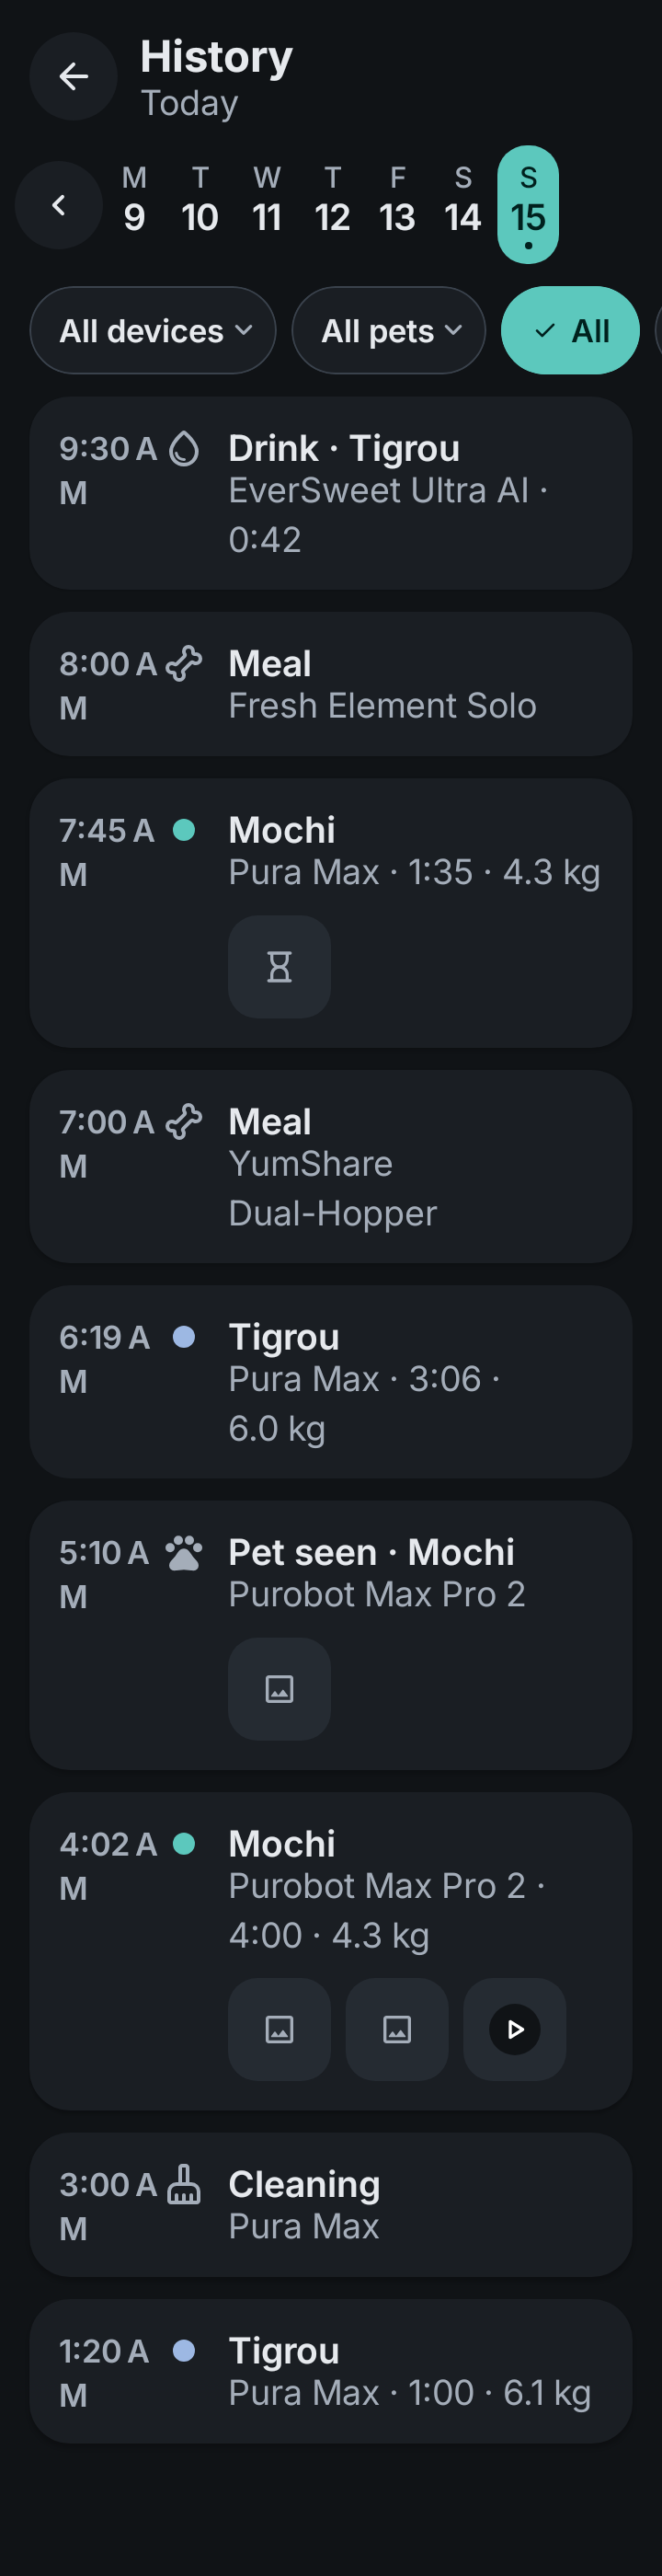 History
Today
M T W T F S S
9 10 11 12 13 14 15
All devices All pets All
9:30 A
M
Drink · Tigrou
EverSweet Ultra AI ·
0:42
8:00 A
M
Meal
Fresh Element Solo
7:45 A
M
Mochi
Pura Max · 1:35 · 4.3 kg
7:00 A
M
Meal
YumShare
Dual-Hopper
6:19 A
M
Tigrou
Pura Max · 3:06 ·
6.0 kg
5:10 A
M
Pet seen · Mochi
Purobot Max Pro 2
4:02 A
M
Mochi
Purobot Max Pro 2 ·
4:00 · 4.3 kg
3:00 A
M
Cleaning
Pura Max
1:20 A
M
Tigrou
Pura Max · 1:00 · 6.1 kg